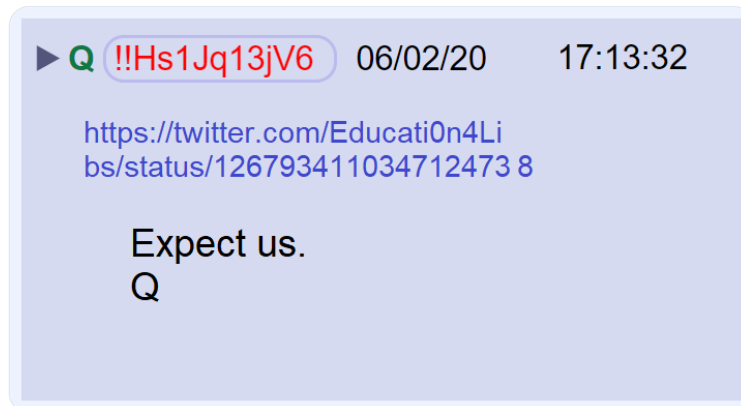 ▶ Q !!Hs1Jq13jV6 06/02/20 17:13:32
https://twitter.com/Educati0n4Li
bs/status/126793411034712473 8
Expect us.
Q